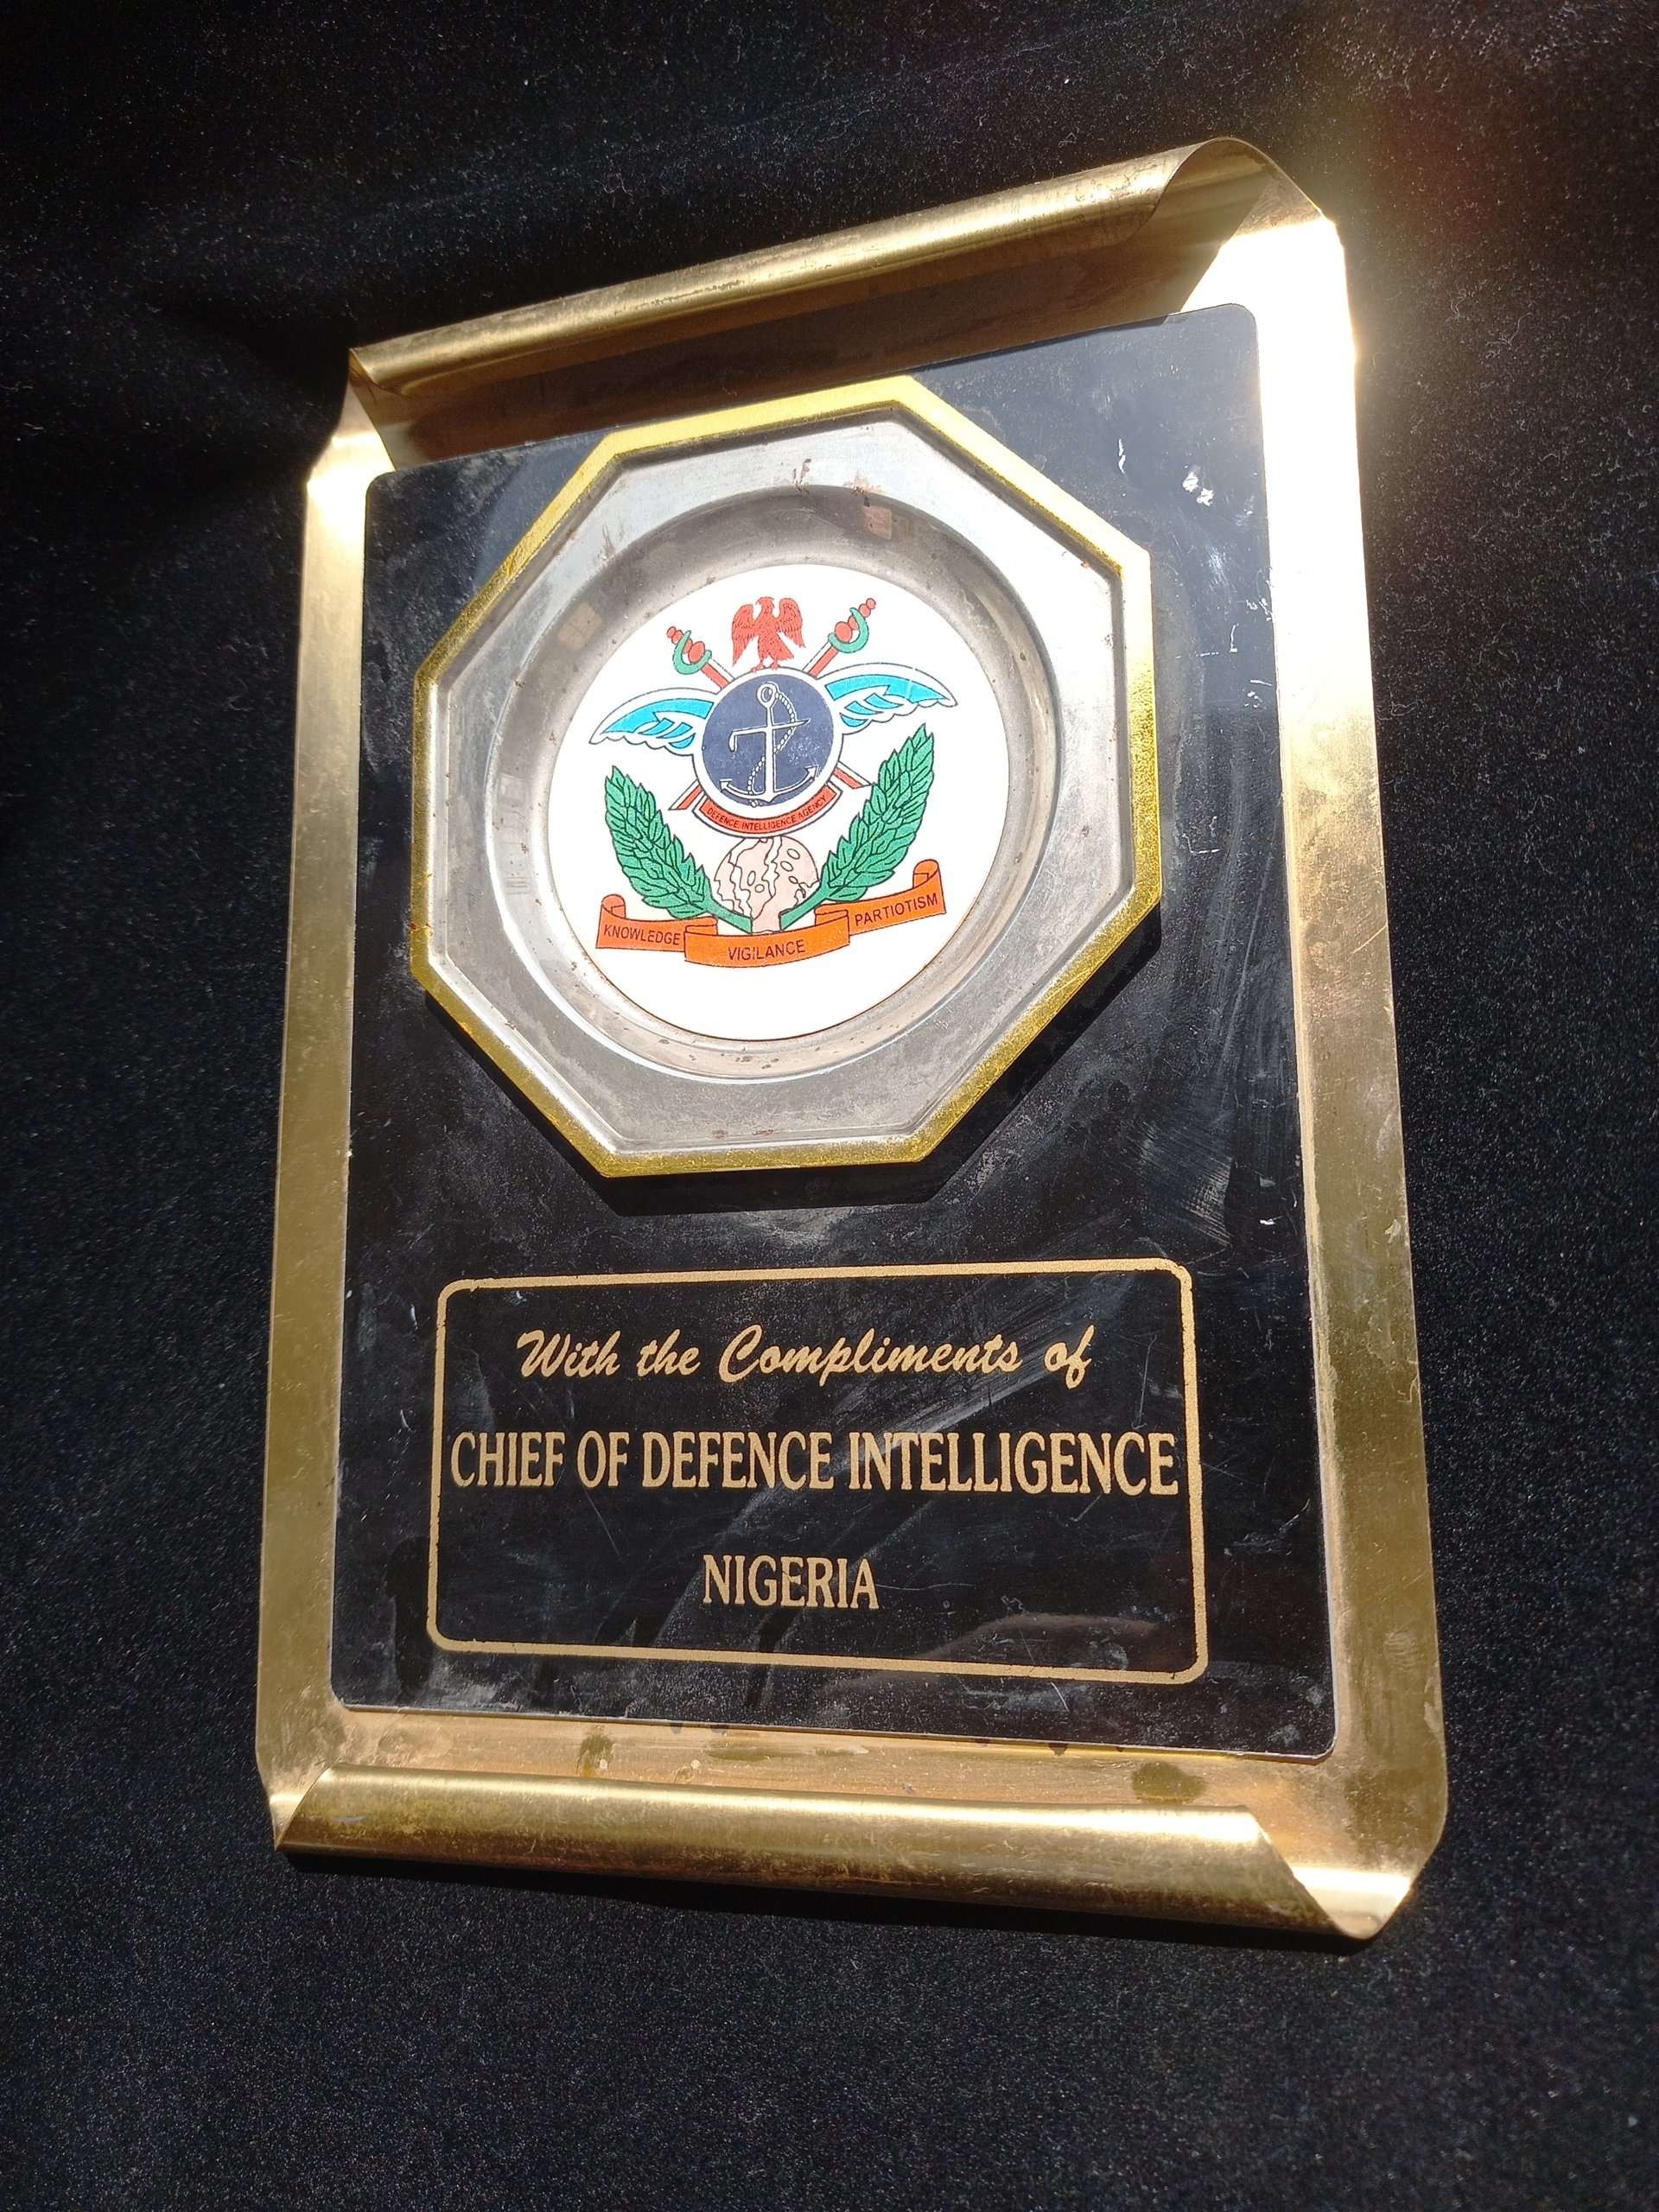 DEFENCE INTELLIGENCE AGENCY
KNOWLEDGE
VIGILANCE
PARTIOTISM
With the Compliments of
CHIEF OF DEFENCE INTELLIGENCE
NIGERIA